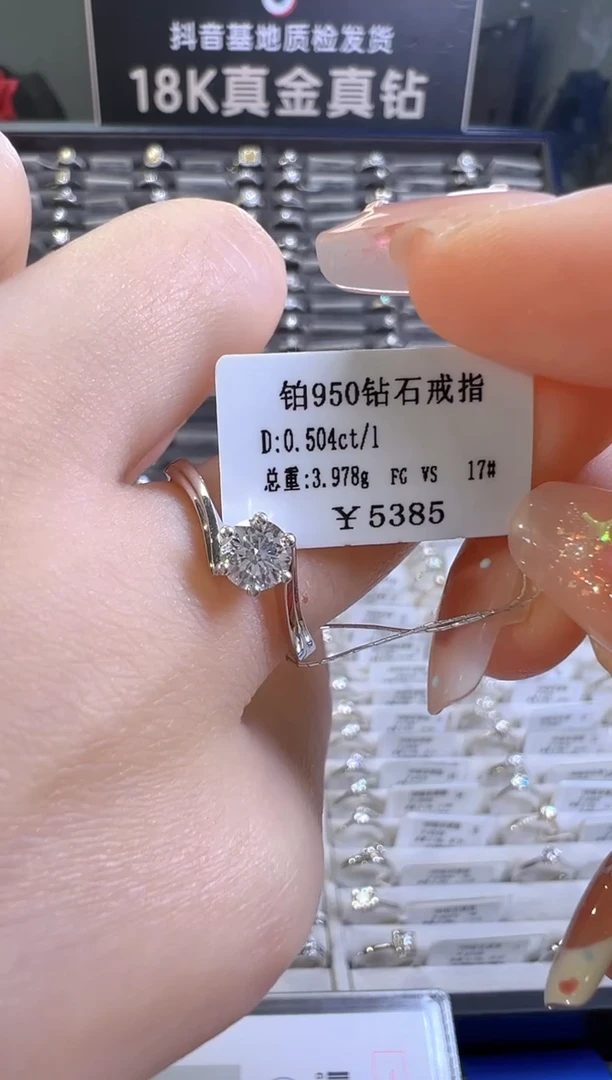 抖音基地质检发货
18K真金真钻
铂950钻石戒指
D:0.504ct/1
总重:3.978g FG VS 17#
￥5385